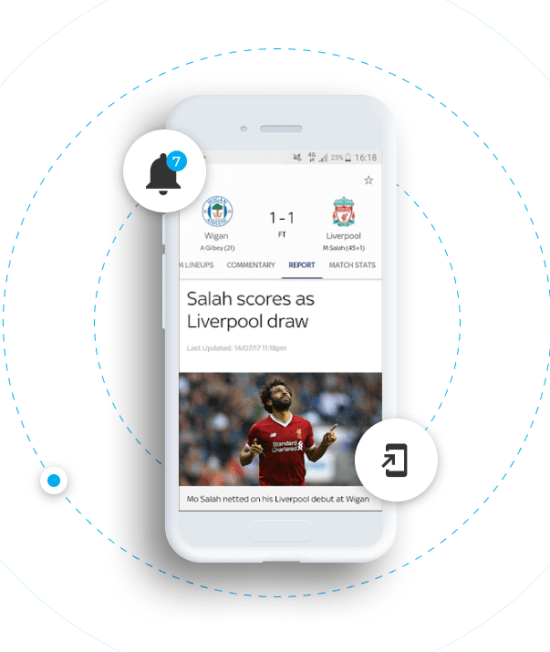 7
4G 23% 16:18
WIGAN
1-1
FT
Wigan
Liverpool
A Gibey (21)
M Salah (45+1)
M LINEUPS COMMENTARY REPORT MATCH STATS
Salah scores as
Liverpool draw
Last Updated: 14/07/17 11:18pm
Standard
Chartered
Mo Salah netted on his Liverpool debut at Wigan